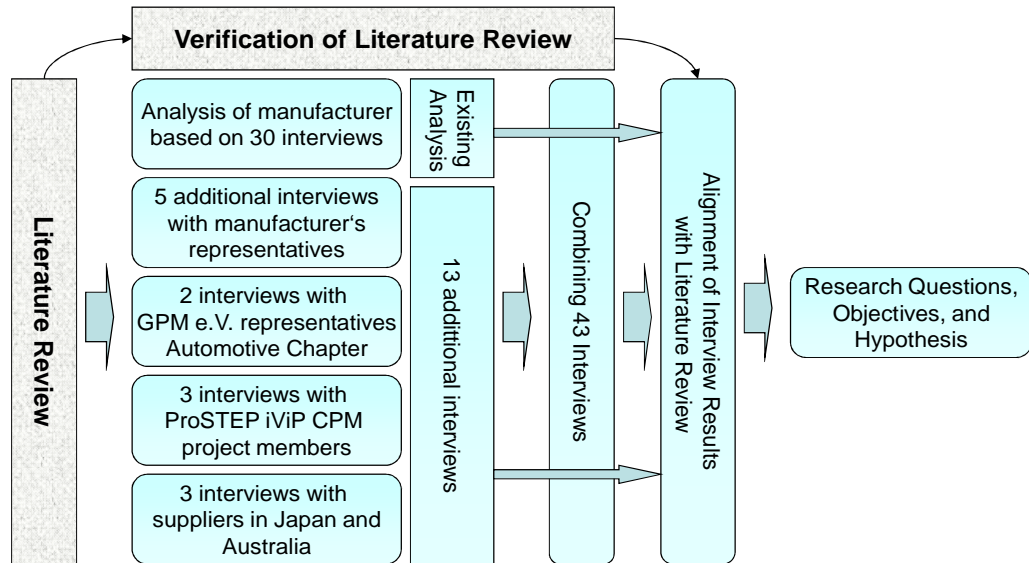 Verification of Literature Review
Literature Review
Analysis of manufacturer
based on 30 interviews
5 additional interviews
with manufacturer‘s
representatives
2 interviews with
GPM e.V. representatives
Automotive Chapter
3 interviews with
ProSTEP iViP CPM
project members
3 interviews with
suppliers in Japan and
Australia
Existing
Analysis
13 addittional interviews
Combining 43 Interviews
Alignment of Interview Results
with Literature Review
Research Questions,
Objectives, and
Hypothesis